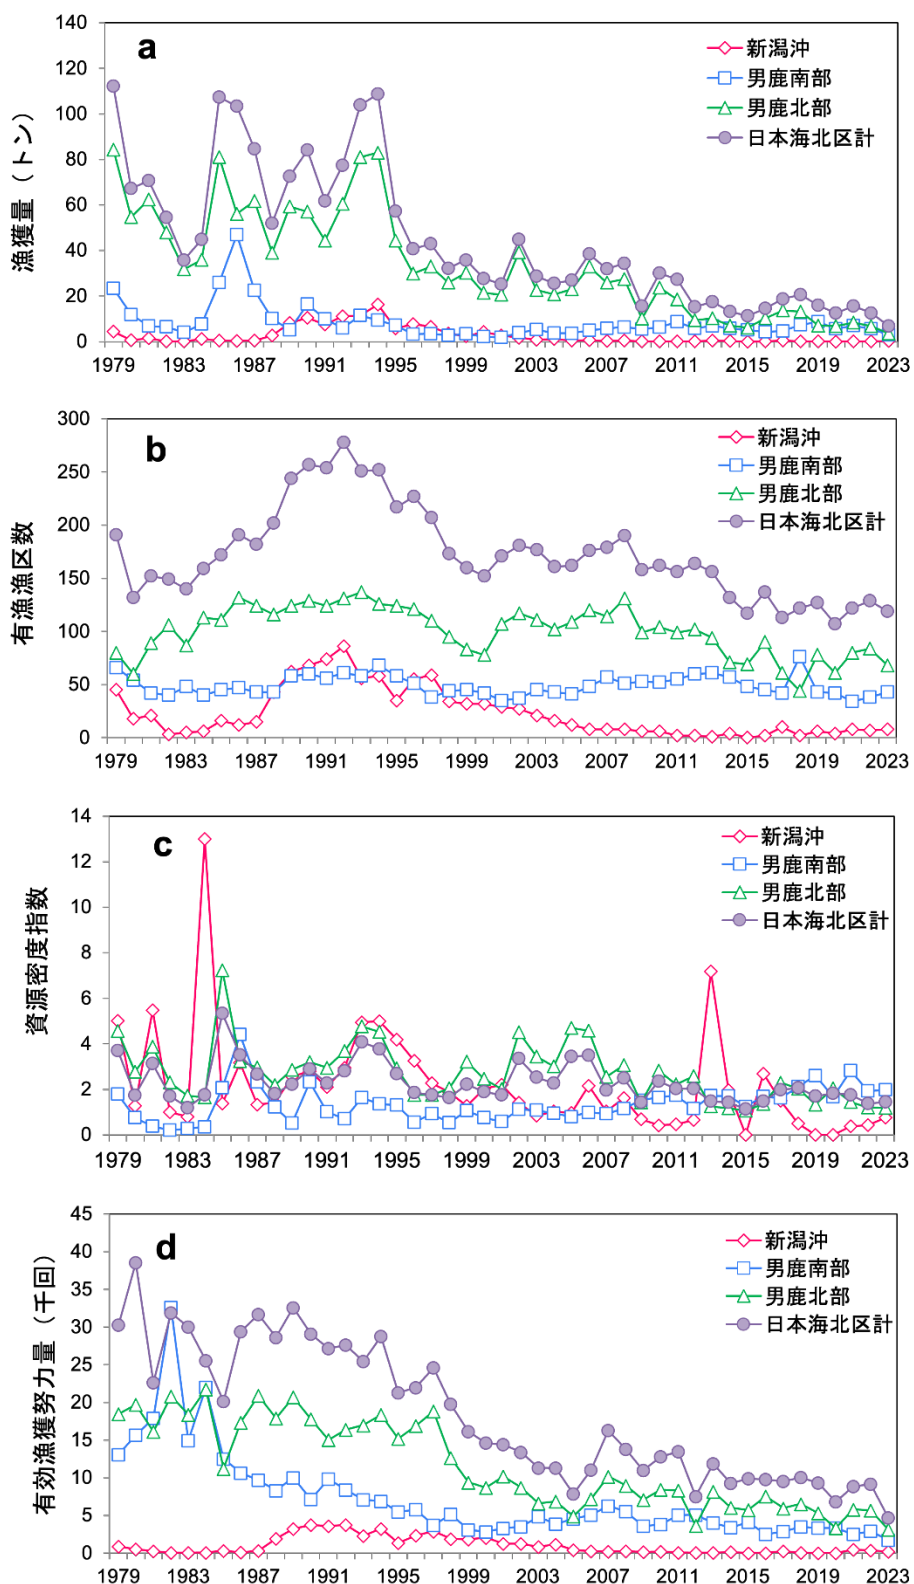 a
漁獲量（トン）
140
120
100
80
60
40
20
0
新潟沖
男鹿南部
男鹿北部
日本海北区計
1979 1983 1987 1991 1995 1999 2003 2007 2011 2015 2019 2023
b
有漁漁区数
300
250
200
150
100
50
0
新潟沖
男鹿南部
男鹿北部
日本海北区計
1979 1983 1987 1991 1995 1999 2003 2007 2011 2015 2019 2023
c
資源密度指数
14
12
10
8
6
4
2
0
新潟沖
男鹿南部
男鹿北部
日本海北区計
1979 1983 1987 1991 1995 1999 2003 2007 2011 2015 2019 2023
d
有効漁獲努力量（千回）
45
40
35
30
25
20
15
10
5
0
新潟沖
男鹿南部
男鹿北部
日本海北区計
1979 1983 1987 1991 1995 1999 2003 2007 2011 2015 2019 2023